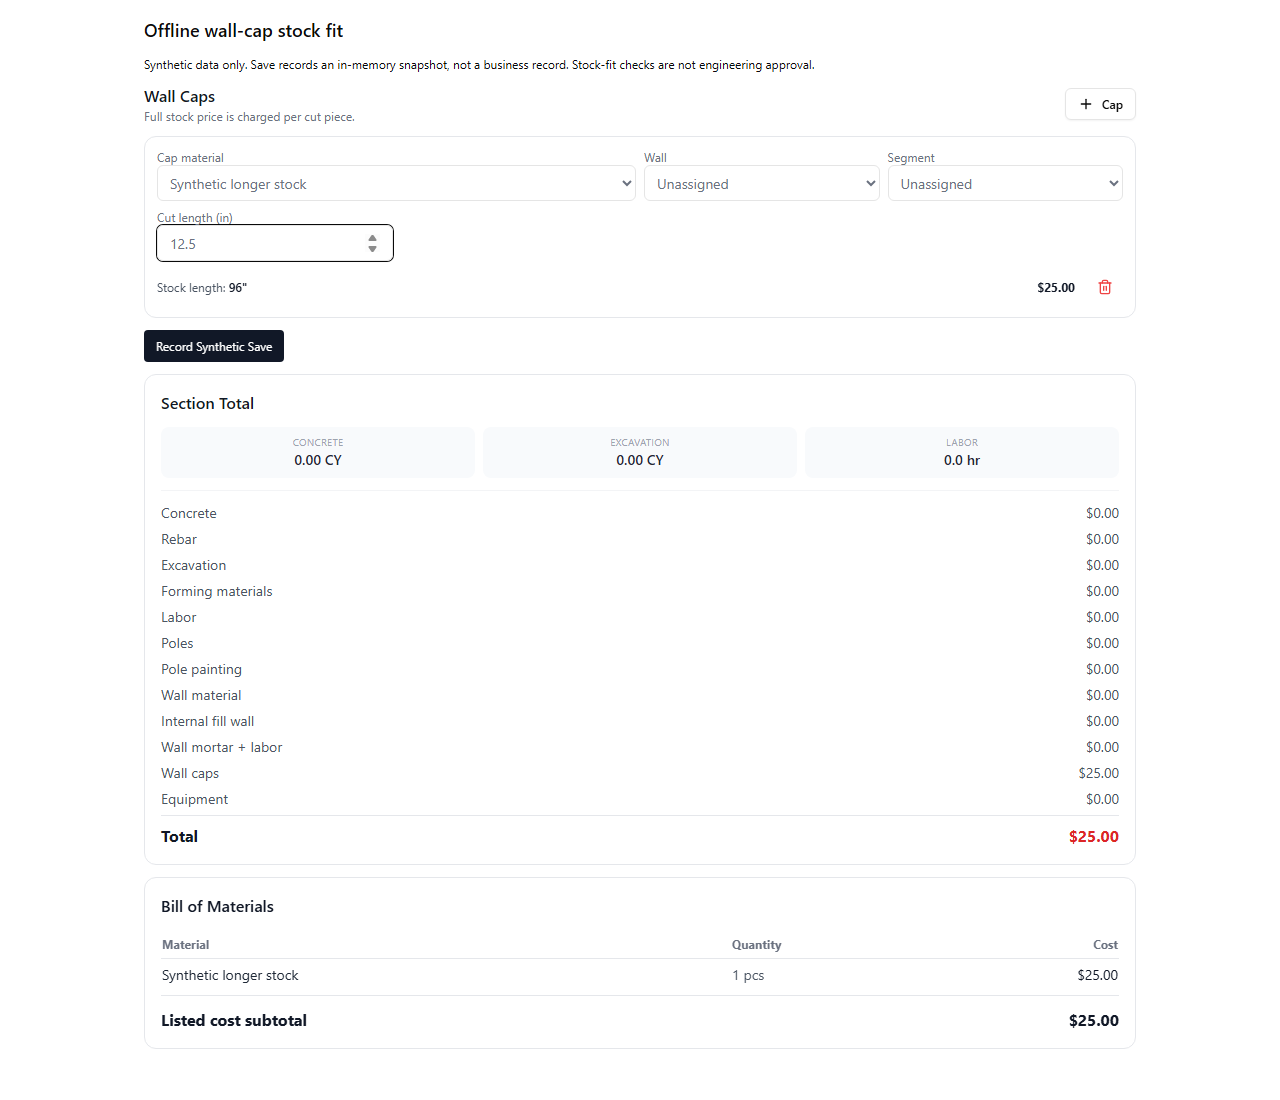 Offline wall-cap stock fit
Synthetic data only. Save records an in-memory snapshot, not a business record. Stock-fit checks are not engineering approval.
Wall Caps
Full stock price is charged per cut piece.
+ Cap
Cap material
Wall
Segment
Synthetic longer stock
Unassigned
Unassigned
Cut length (in)
12.5
Stock length: 96"
$25.00
Record Synthetic Save
Section Total
CONCRETE
0.00 CY
EXCAVATION
0.00 CY
LABOR
0.0 hr
Concrete $0.00
Rebar $0.00
Excavation $0.00
Forming materials $0.00
Labor $0.00
Poles $0.00
Pole painting $0.00
Wall material $0.00
Internal fill wall $0.00
Wall mortar + labor $0.00
Wall caps $25.00
Equipment $0.00
Total $25.00
Bill of Materials
Material Quantity Cost
Synthetic longer stock 1 pcs $25.00
Listed cost subtotal $25.00